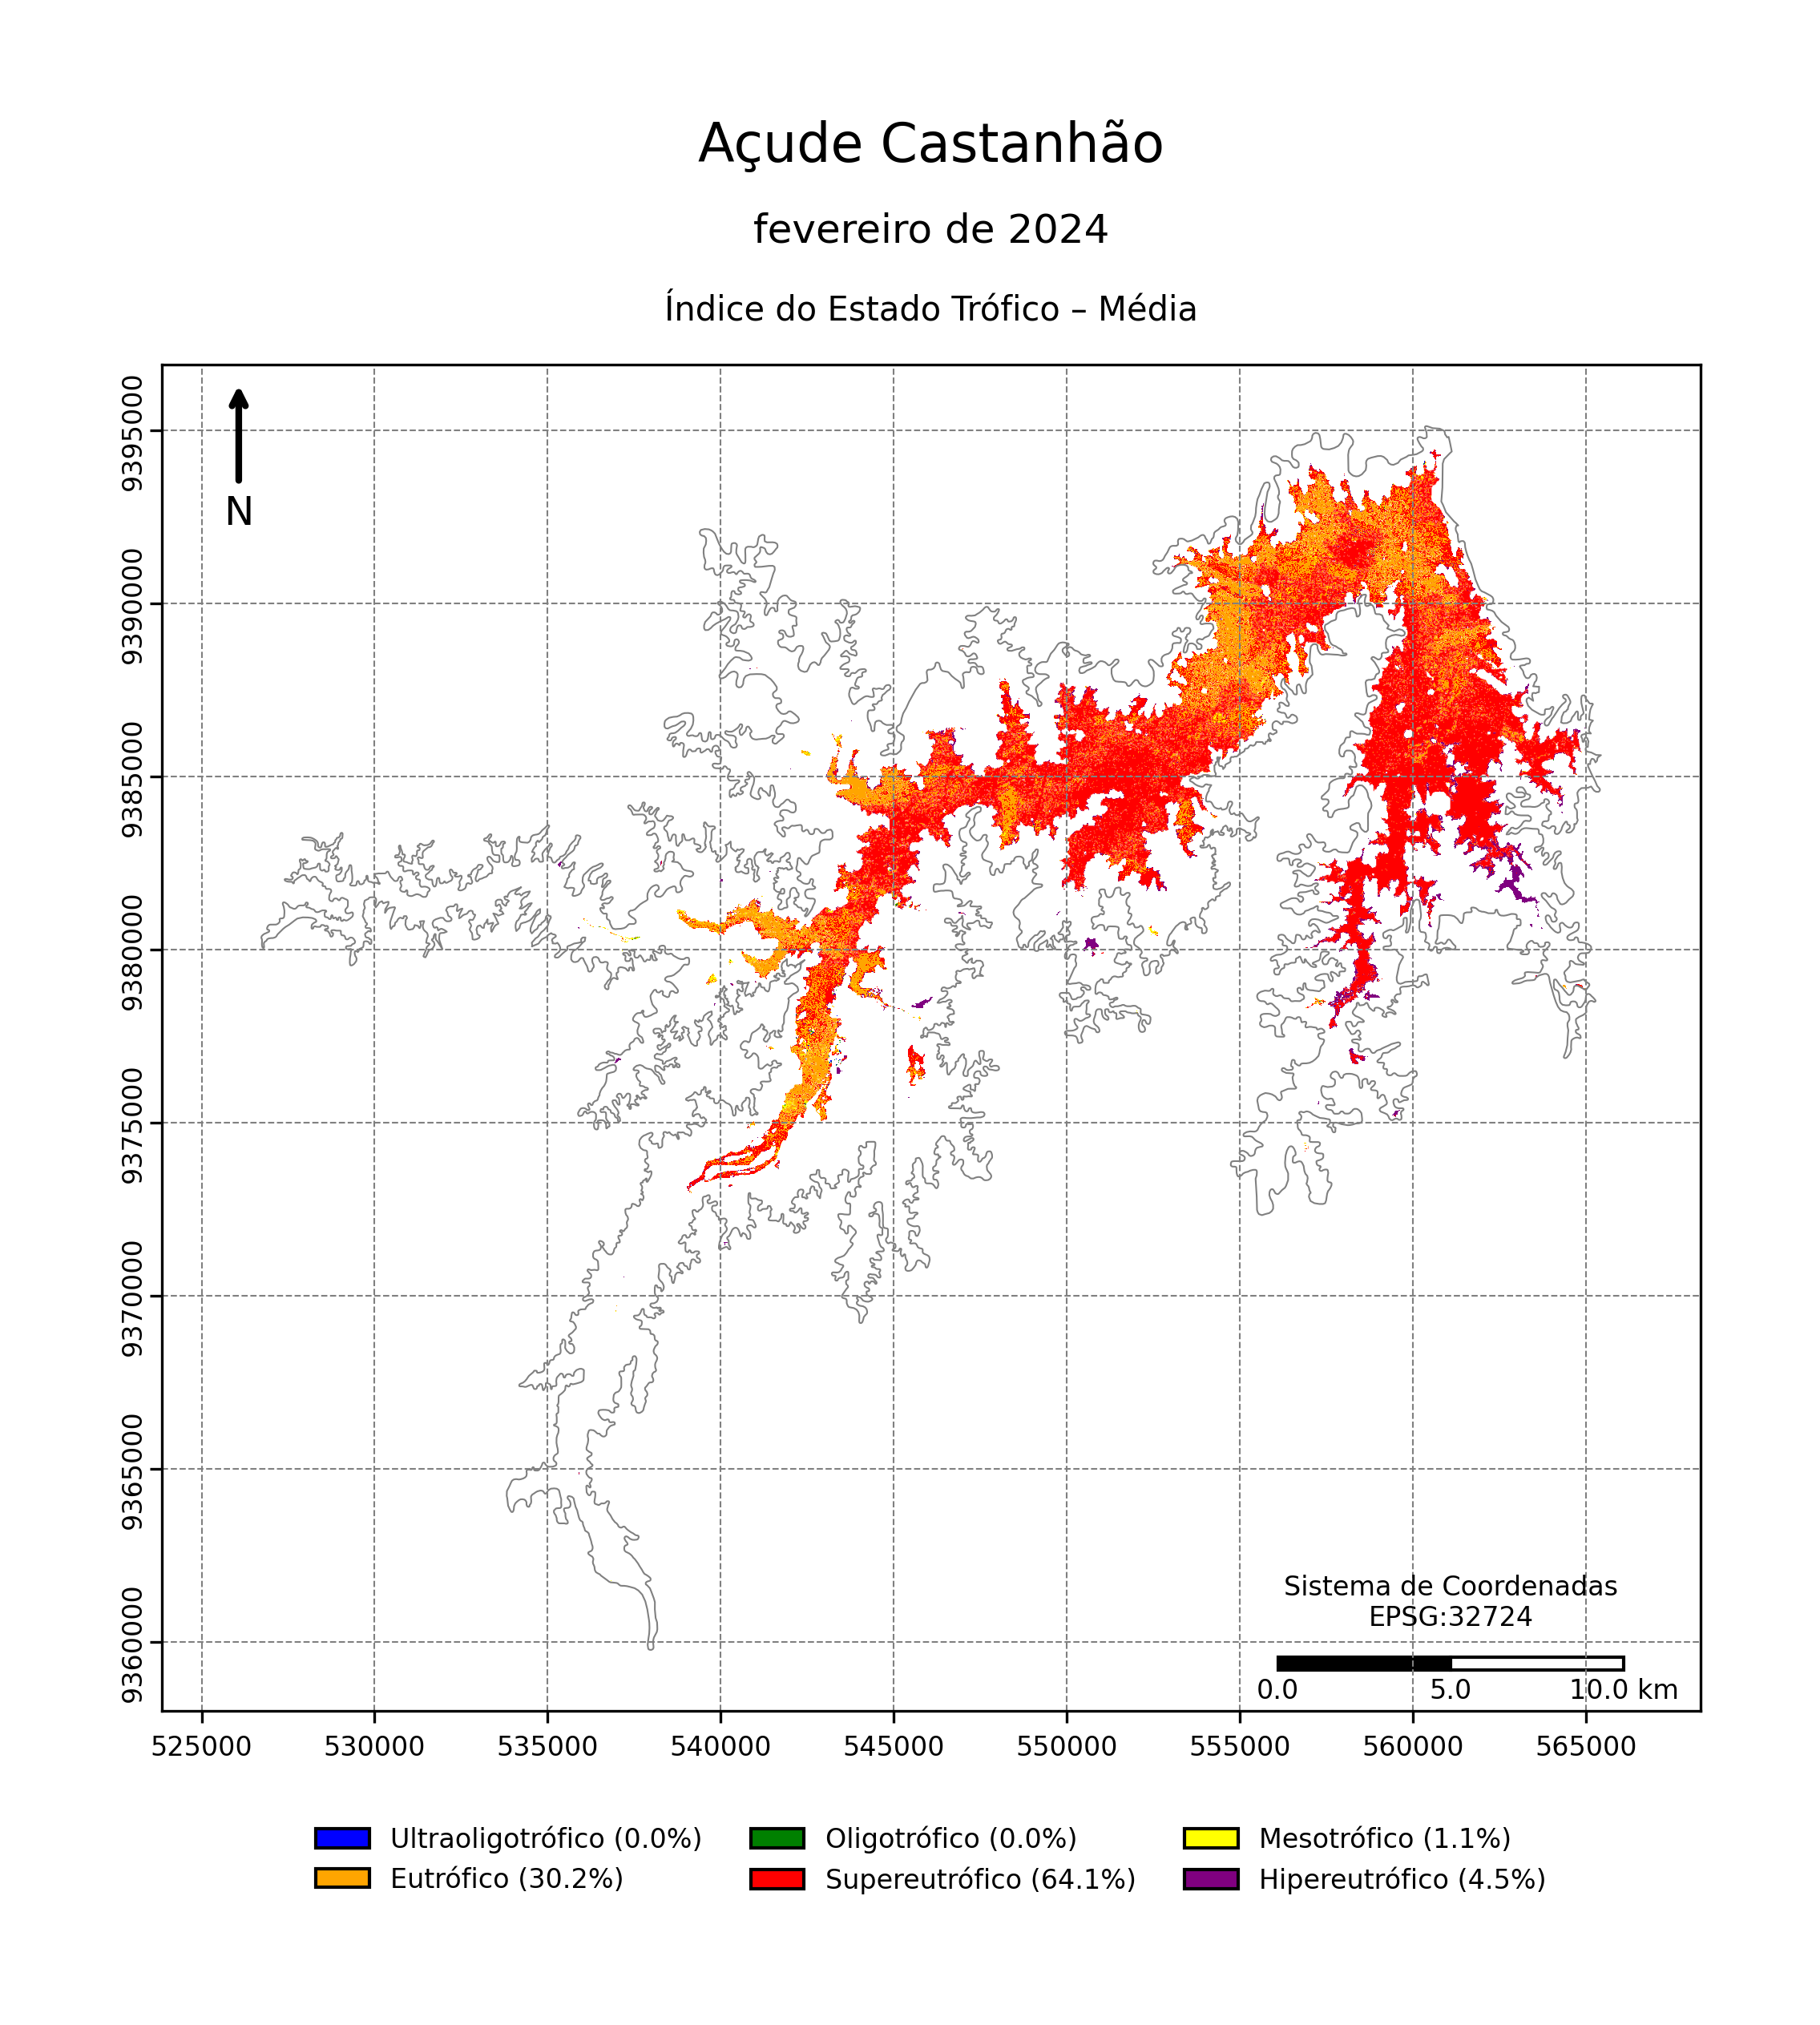 Açude Castanhão
fevereiro de 2024
Índice do Estado Trófico – Média
N
9395000
9390000
9385000
9380000
9375000
9370000
9365000
9360000
Sistema de Coordenadas
EPSG:32724
0.0 5.0 10.0 km
525000 530000 535000 540000 545000 550000 555000 560000 565000
Ultraoligotrófico (0.0%) Oligotrófico (0.0%) Mesotrófico (1.1%)
Eutrófico (30.2%) Supereutrófico (64.1%) Hipereutrófico (4.5%)